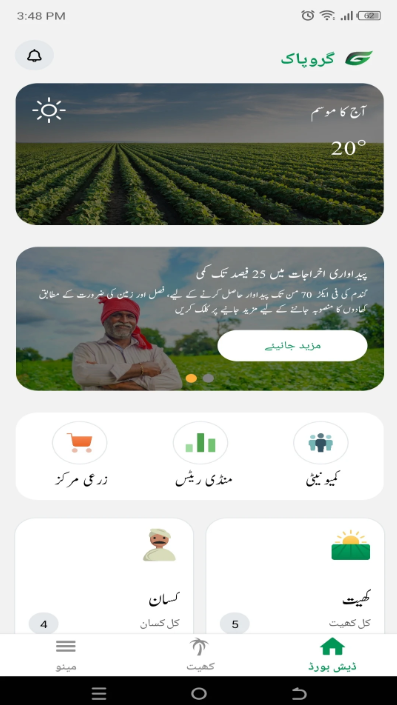 3:48 PM
گروپاک
آج کا موسم
20°
پیداواری اخراجات میں 25 فیصد تک کمی
گندم کی فی ایکڑ 70 من تک پیداوار حاصل کرنے کے لیے، فصل اور زمین کی ضرورت کے مطابق
کھادوں کا منصوبہ جاننے کے لیے مزید جانیے پر کلک کریں
مزید جانیئے
کمیونیٹی
منڈی ریٹس
زرعی مرکز
کھیت
کل کھیت
5
کسان
کل کسان
4
ڈیش بورڈ
کھیت
مینو